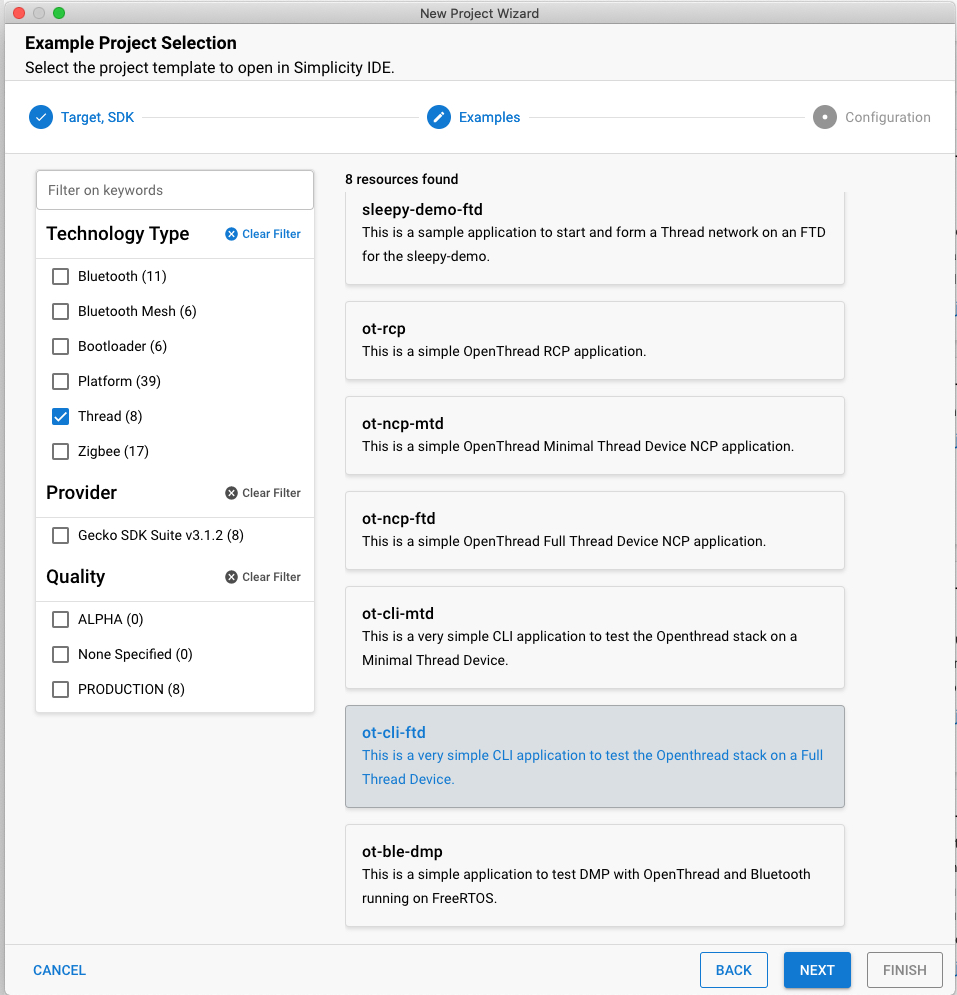 New Project Wizard
Example Project Selection
Select the project template to open in Simplicity IDE.
Target, SDK
Examples
Configuration
Filter on keywords
Technology Type
Clear Filter
Bluetooth (11)
Bluetooth Mesh (6)
Bootloader (6)
Platform (39)
Thread (8)
Zigbee (17)
Provider
Clear Filter
Gecko SDK Suite v3.1.2 (8)
Quality
Clear Filter
ALPHA (0)
None Specified (0)
PRODUCTION (8)
8 resources found
sleepy-demo-ftd
This is a sample application to start and form a Thread network on an FTD
for the sleepy-demo.
ot-rcp
This is a simple OpenThread RCP application.
ot-ncp-mtd
This is a simple OpenThread Minimal Thread Device NCP application.
ot-ncp-ftd
This is a simple OpenThread Full Thread Device NCP application.
ot-cli-mtd
This is a very simple CLI application to test the Openthread stack on a
Minimal Thread Device.
ot-cli-ftd
This is a very simple CLI application to test the Openthread stack on a Full
Thread Device.
ot-ble-dmp
This is a simple application to test DMP with OpenThread and Bluetooth
running on FreeRTOS.
CANCEL
BACK
NEXT
FINISH